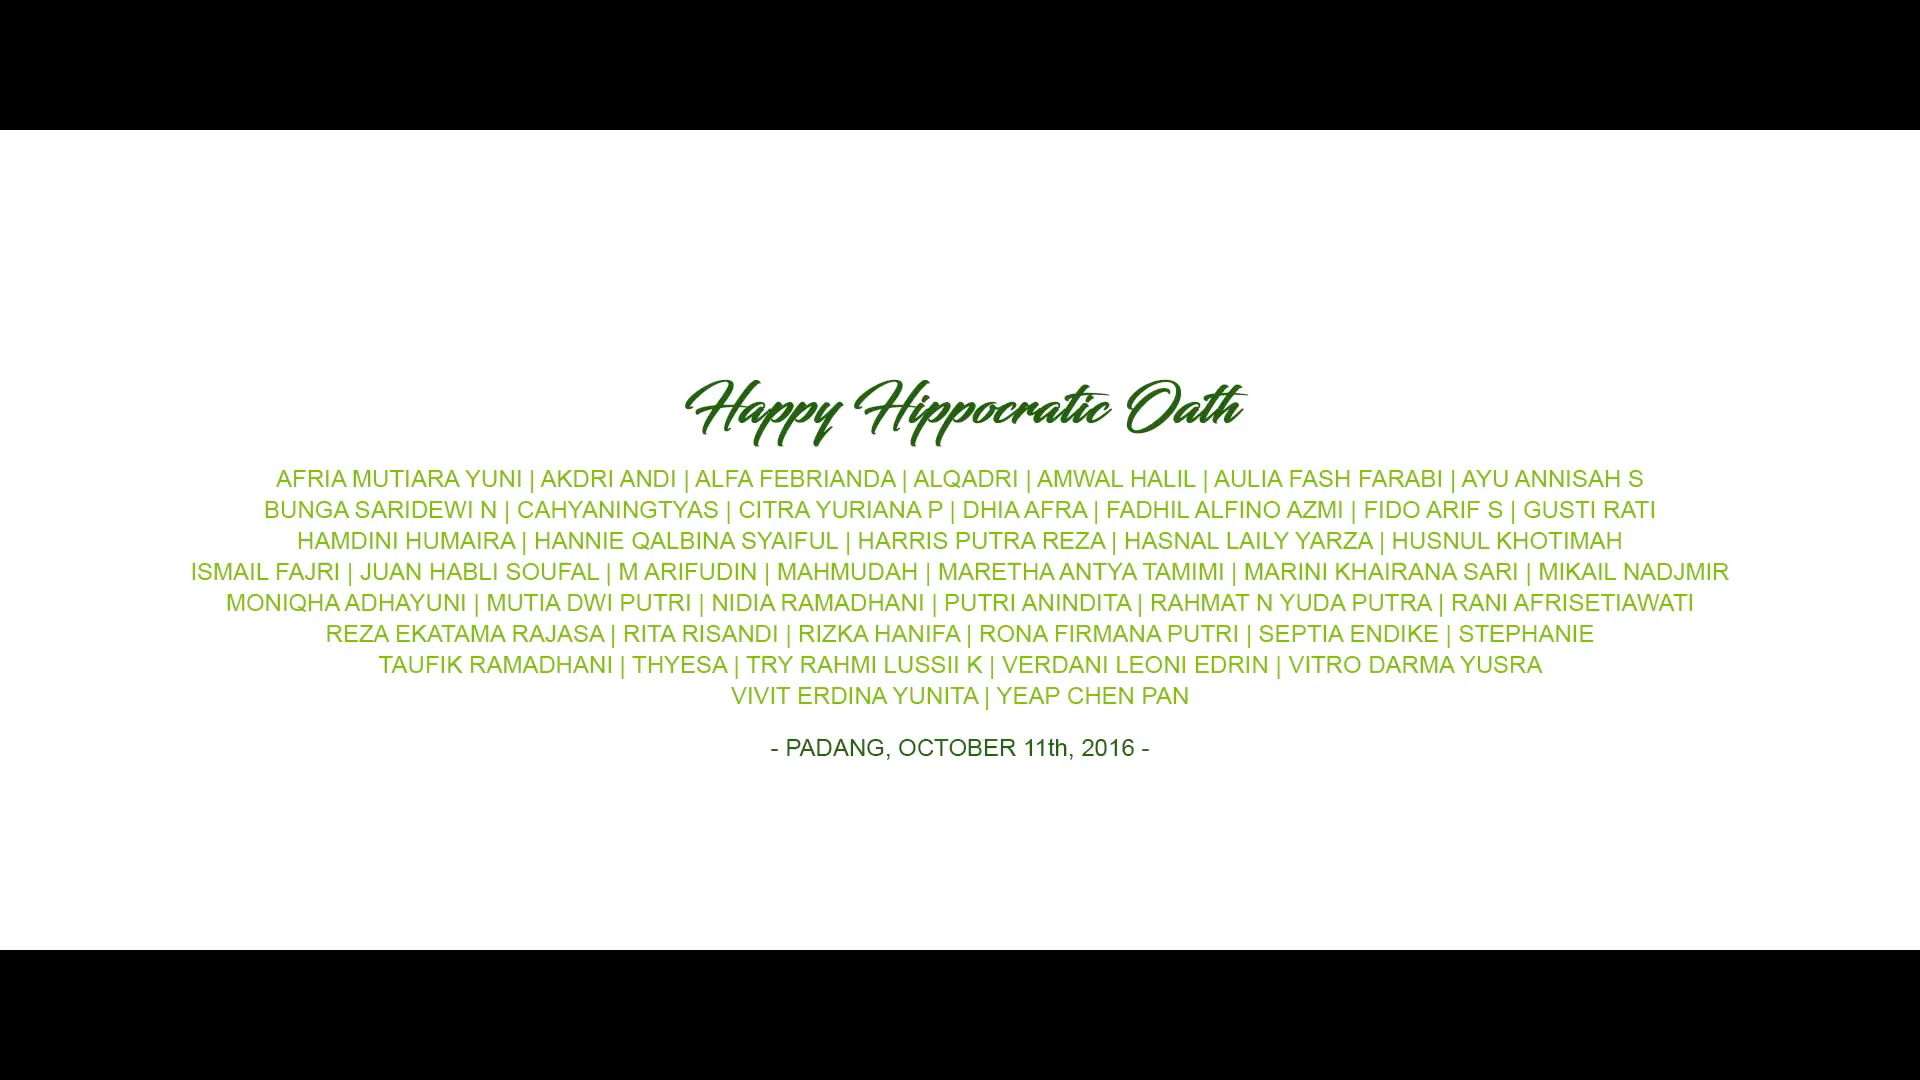 Happy Hippocratic Oath
AFRIA MUTIARA YUNI | AKDRI ANDI | ALFA FEBRIANDA | ALQADRI | AMWAL HALIL | AULIA FASH FARABI | AYU ANNISAH S
BUNGA SARIDEWI N | CAHYANINGTYAS | CITRA YURIANA P | DHIA AFRA | FADHIL ALFINO AZMI | FIDO ARIF S | GUSTI RATI
HAMDINI HUMAIRA | HANNIE QALBINA SYAIFUL | HARRIS PUTRA REZA | HASNAL LAILY YARZA | HUSNUL KHOTIMAH
ISMAIL FAJRI | JUAN HABLI SOUFAL | M ARIFUDIN | MAHMUDAH | MARETHA ANTYA TAMIMI | MARINI KHAIRANA SARI | MIKAIL NADJMIR
MONIQHA ADHAYUNI | MUTIA DWI PUTRI | NIDIA RAMADHANI | PUTRI ANINDITA | RAHMAT N YUDA PUTRA | RANI AFRISETIAWATI
REZA EKATAMA RAJASA | RITA RISANDI | RIZKA HANIFA | RONA FIRMANA PUTRI | SEPTIA ENDIKE | STEPHANIE
TAUFIK RAMADHANI | THYESA | TRY RAHMI LUSSII K | VERDANI LEONI EDRIN | VITRO DARMA YUSRA
VIVIT ERDINA YUNITA | YEAP CHEN PAN
- PADANG, OCTOBER 11th, 2016 -